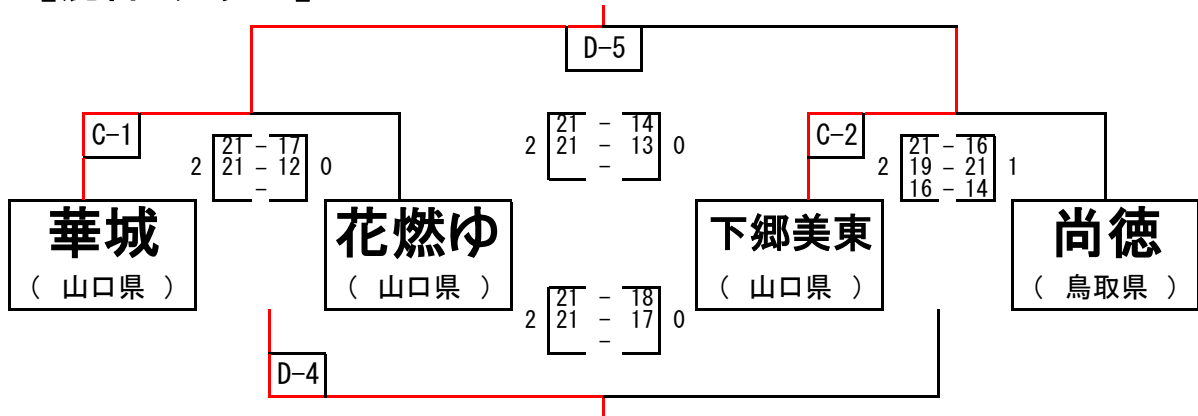 D-5
C-1
21 - 17
2 21 - 12 0
-
21 - 14
2 21 - 13 0
-
C-2
21 - 16
2 19 - 21 1
16 - 14
華城
( 山口県 )
花燃ゆ
( 山口県 )
下郷美東
( 山口県 )
尚徳
( 鳥取県 )
21 - 18
2 21 - 17 0
-
D-4